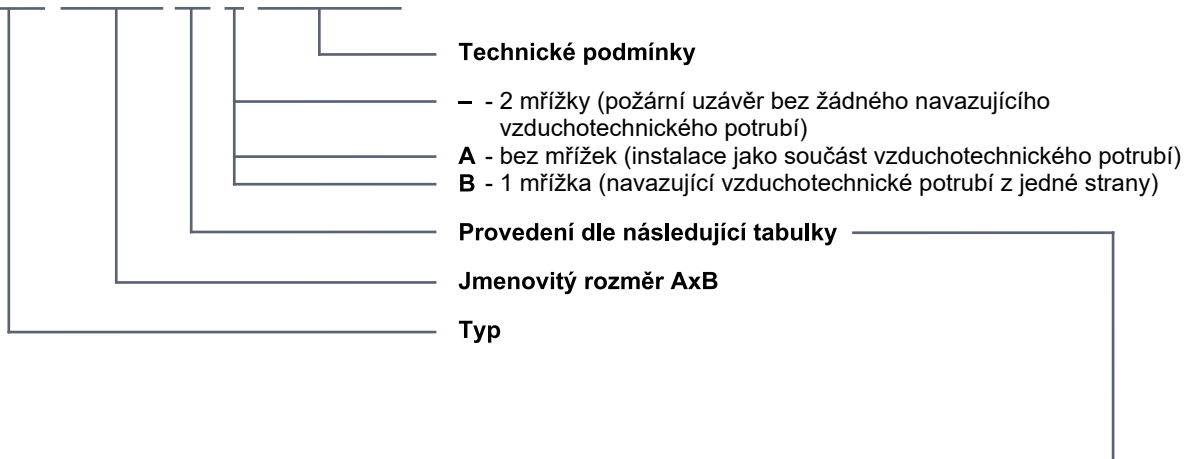 Technické podmínky
– - 2 mřížky (požární uzávěr bez žádného navazujícího
vzduchotechnického potrubí)
A - bez mřížek (instalace jako součást vzduchotechnického potrubí)
B - 1 mřížka (navazující vzduchotechnické potrubí z jedné strany)
Provedení dle následující tabulky
Jmenovitý rozměr AxB
Typ